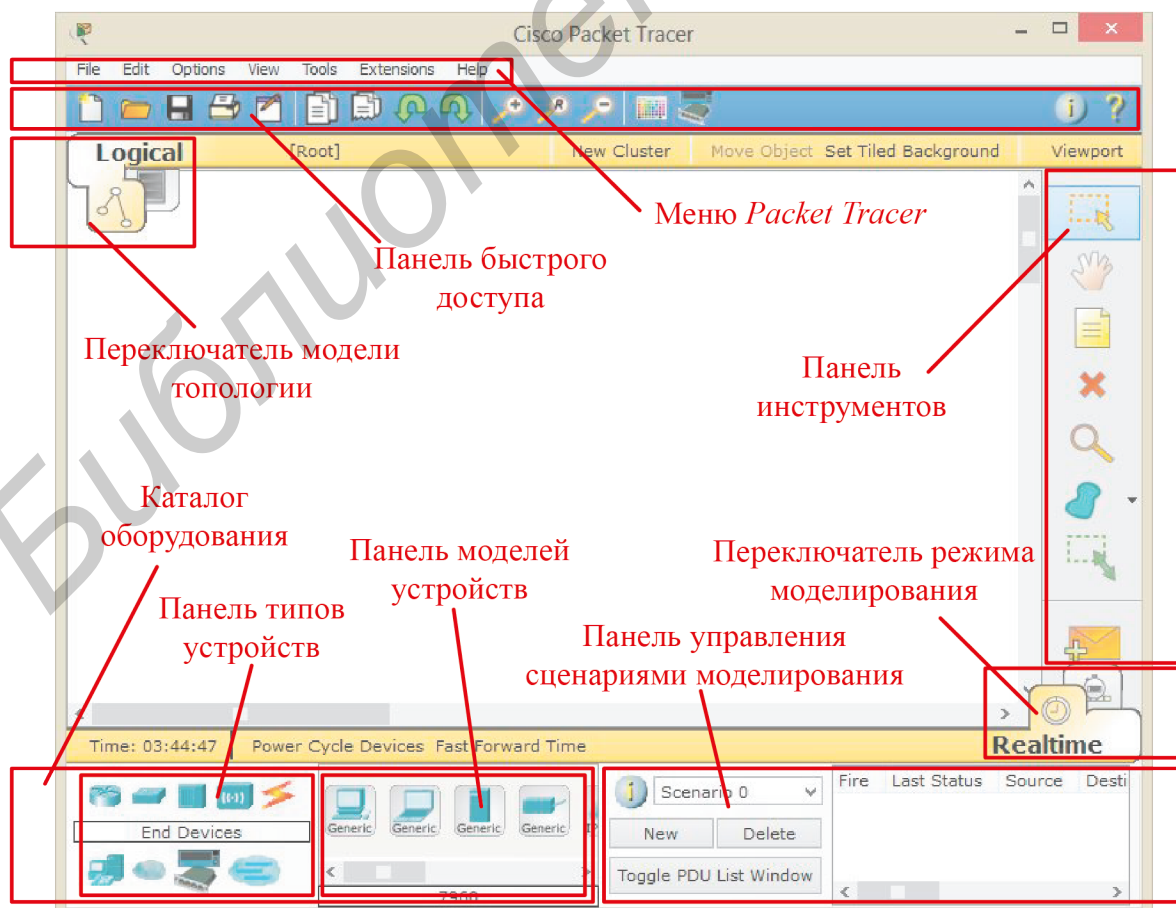 Cisco Packet Tracer
File Edit Options View Tools Extensions Help
Logical [Root] New Cluster Move Object Set Tiled Background Viewport
Меню Packet Tracer
Панель быстрого
доступа
Переключатель модели
топологии
Панель
инструментов
Каталог
оборудования
Панель моделей
устройств
Переключатель режима
моделирования
Панель типов
устройств
Панель управления
сценариями моделирования
Time: 03:44:47 Power Cycle Devices Fast Forward Time
Realtime
End Devices
Generic Generic Generic Generic
7960
Scenario 0
New Delete
Toggle PDU List Window
Fire Last Status Source Desti